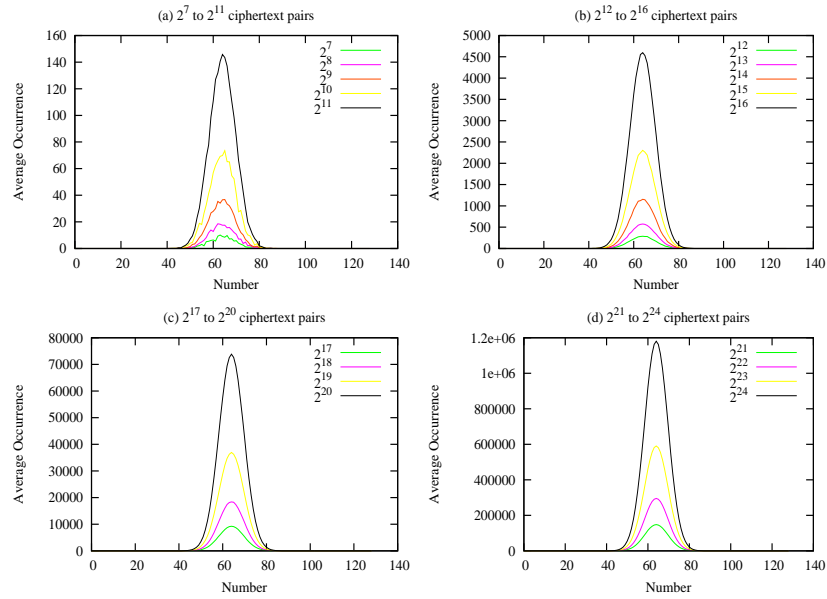 (a) 2^7 to 2^11 ciphertext pairs
Average Occurrence
160
140
120
100
80
60
40
20
0
2^7
2^8
2^9
2^10
2^11
0 20 40 60 80 100 120 140
Number
(b) 2^12 to 2^16 ciphertext pairs
Average Occurrence
5000
4500
4000
3500
3000
2500
2000
1500
1000
500
0
2^12
2^13
2^14
2^15
2^16
0 20 40 60 80 100 120 140
Number
(c) 2^17 to 2^20 ciphertext pairs
Average Occurrence
80000
70000
60000
50000
40000
30000
20000
10000
0
2^17
2^18
2^19
2^20
0 20 40 60 80 100 120 140
Number
(d) 2^21 to 2^24 ciphertext pairs
Average Occurrence
1.2e+06
1e+06
800000
600000
400000
200000
0
2^21
2^22
2^23
2^24
0 20 40 60 80 100 120 140
Number